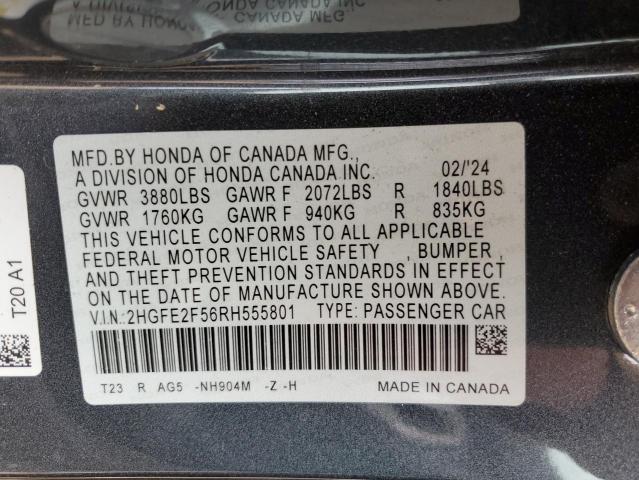 MFD.BY HONDA OF CANADA MFG.,
A DIVISION OF HONDA CANADA INC. 02/'24
GVWR 3880LBS GAWR F 2072LBS R 1840LBS
GVWR 1760KG GAWR F 940KG R 835KG
THIS VEHICLE CONFORMS TO ALL APPLICABLE
FEDERAL MOTOR VEHICLE SAFETY , BUMPER ,
AND THEFT PREVENTION STANDARDS IN EFFECT
ON THE DATE OF MANUFACTURE SHOWN ABOVE.
V.I.N.:2HGFE2F56RH555801 TYPE: PASSENGER CAR
T23 R AG5 -NH904M -Z -H MADE IN CANADA
T20 A1